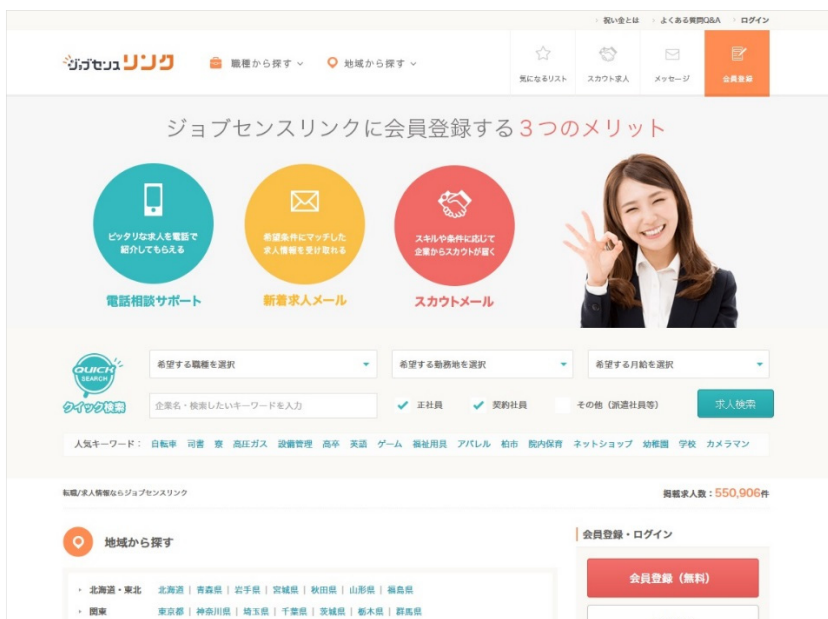 祝い金とは よくある質問Q&A ログイン
ジョブセンスリンク
職種から探す
地域から探す
気になるリスト
スカウト求人
メッセージ
会員登録
ジョブセンスリンクに会員登録する3つのメリット
ピッタリな求人を電話で
紹介してもらえる
電話相談サポート
希望条件にマッチした
求人情報を受け取れる
新着求人メール
スキルや条件に応じて
企業からスカウトが届く
スカウトメール
QUICK
SEARCH
クイック検索
希望する職種を選択
希望する勤務地を選択
希望する月給を選択
企業名・検索したいキーワードを入力
正社員
契約社員
その他（派遣社員等）
求人検索
人気キーワード： 自転車 司書 寮 高圧ガス 設備管理 高卒 英語 ゲーム 福祉用具 アパレル 柏市 院内保育 ネットショップ 幼稚園 学校 カメラマン
転職/求人情報ならジョブセンスリンク
掲載求人数：550,906件
地域から探す
北海道・東北 北海道 | 青森県 | 岩手県 | 宮城県 | 秋田県 | 山形県 | 福島県
関東 東京都 | 神奈川県 | 埼玉県 | 千葉県 | 茨城県 | 栃木県 | 群馬県
会員登録・ログイン
会員登録（無料）